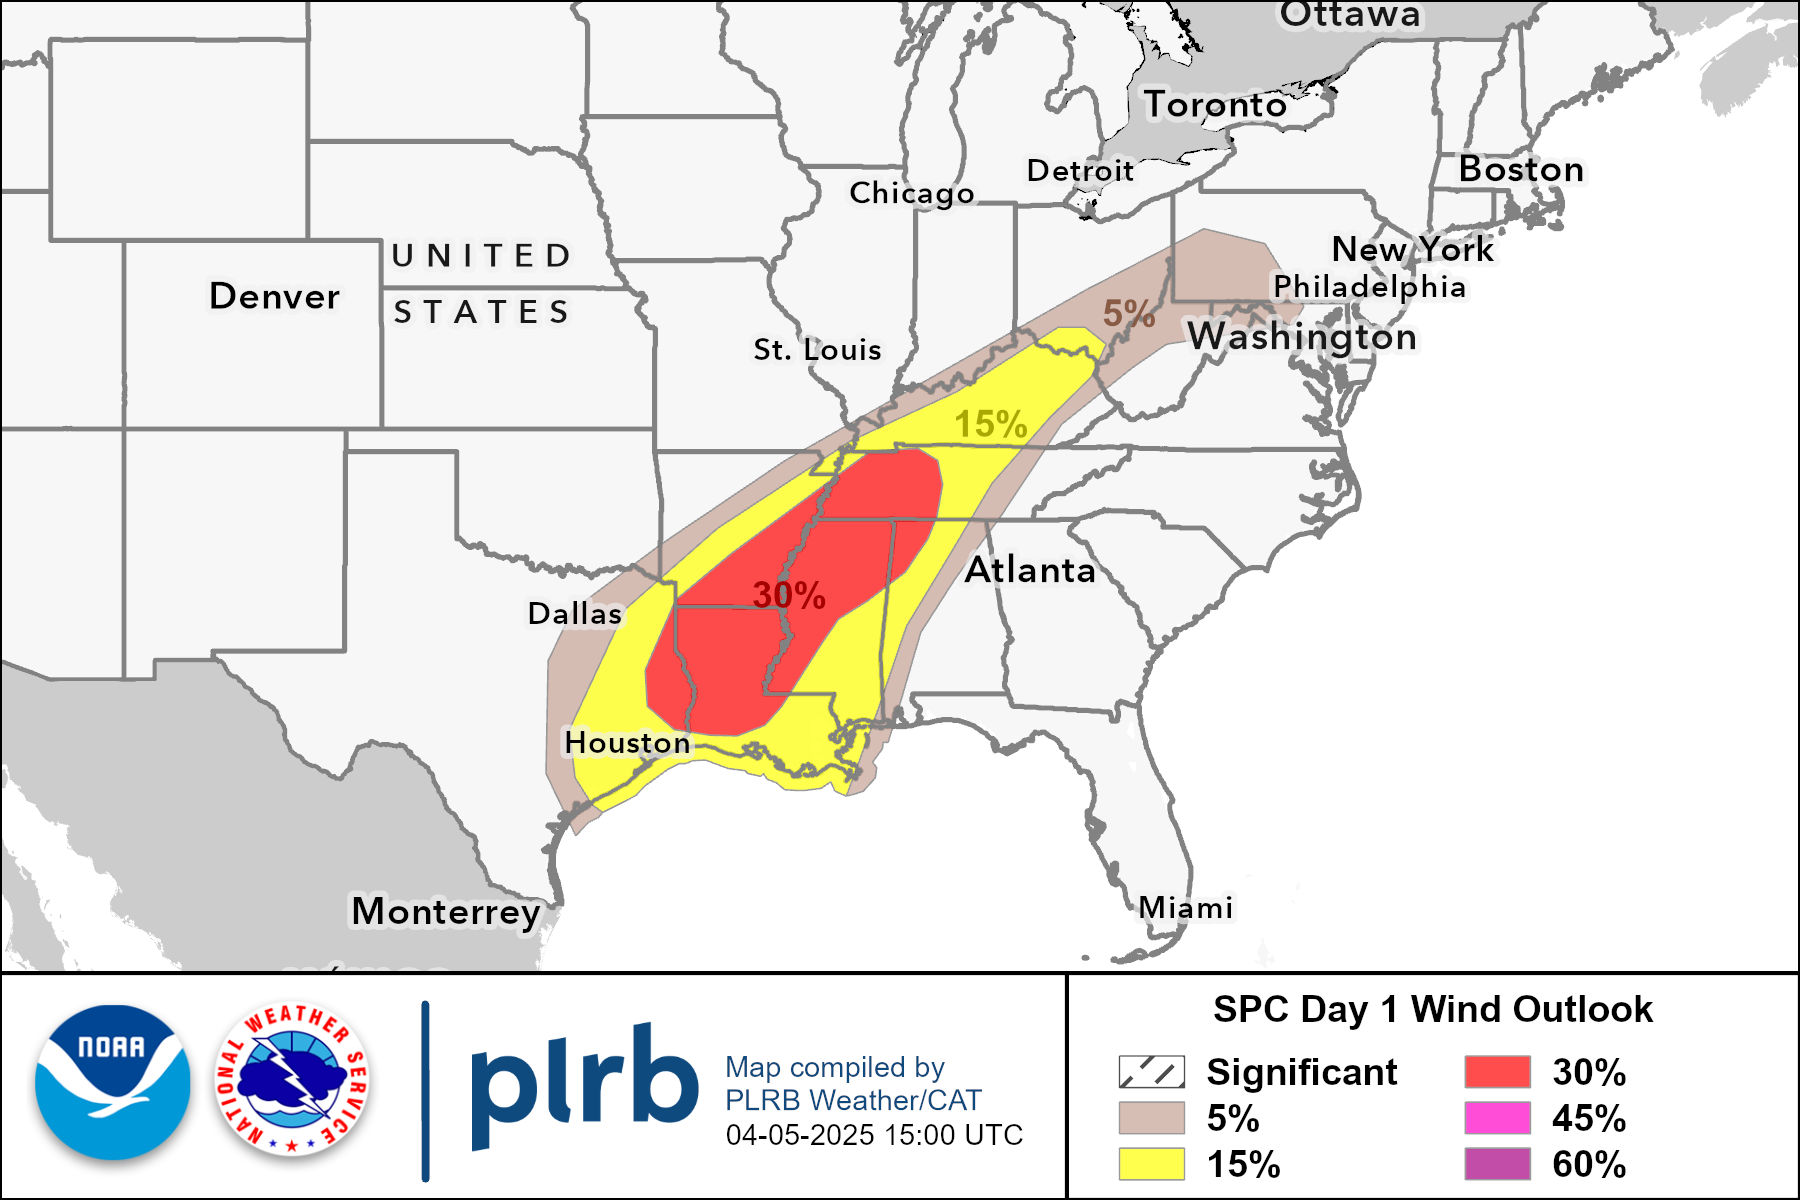 Ottawa
Toronto
Detroit
Boston
Chicago
New York
UNITED
Philadelphia
Denver
STATES
5%
Washington
St. Louis
15%
Atlanta
30%
Dallas
Houston
Miami
Monterrey
NOAA
NATIONAL WEATHER SERVICE
plrb
Map compiled by
PLRB Weather/CAT
04-05-2025 15:00 UTC
SPC Day 1 Wind Outlook
Significant
5%
15%
30%
45%
60%